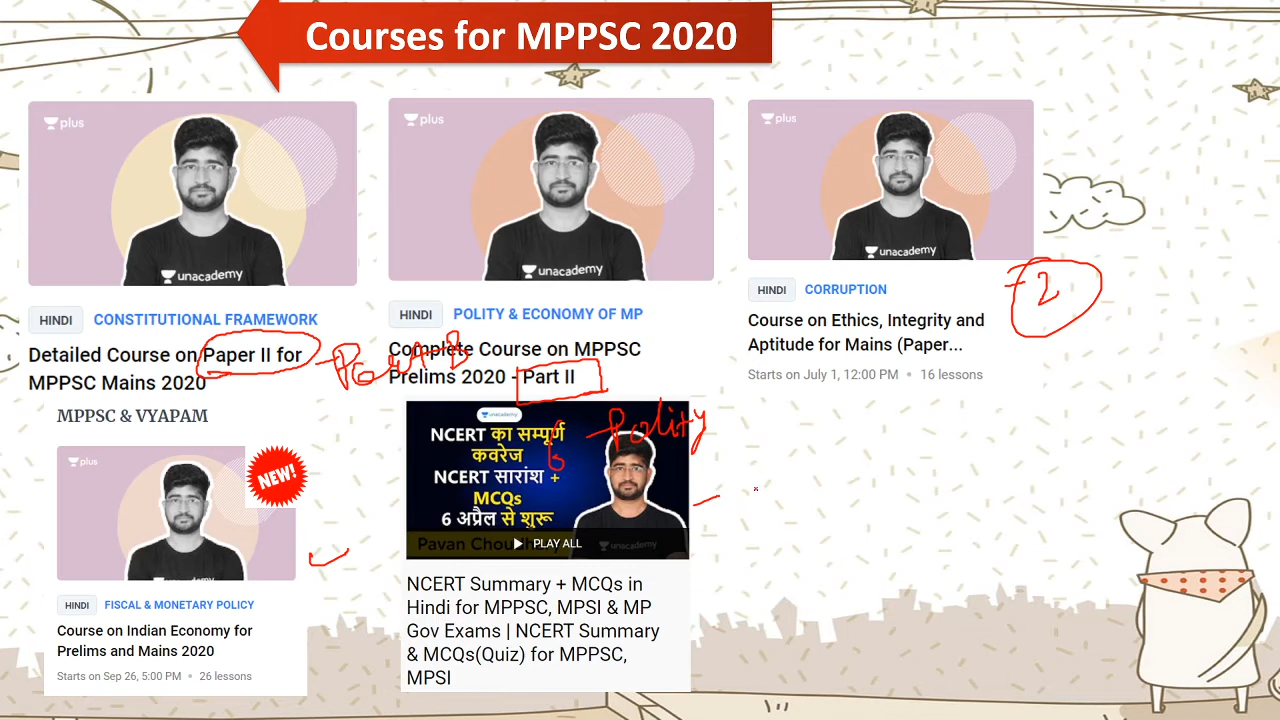 Courses for MPPSC 2020
plus
unacademy
HINDI CONSTITUTIONAL FRAMEWORK
Detailed Course on Paper II for
MPPSC Mains 2020
Part B
plus
unacademy
HINDI POLITY & ECONOMY OF MP
Complete Course on MPPSC
Prelims 2020 - Part II
plus
unacademy
HINDI CORRUPTION
2
Course on Ethics, Integrity and
Aptitude for Mains (Paper...
Starts on July 1, 12:00 PM • 16 lessons
MPPSC & VYAPAM
plus
NEW!
HINDI FISCAL & MONETARY POLICY
Course on Indian Economy for
Prelims and Mains 2020
Starts on Sep 26, 5:00 PM • 26 lessons
unacademy
NCERT का सम्पूर्ण
Polity
कवरेज
NCERT सारांश +
MCQs
6 अप्रैल से शुरू
Pavan Choudhary
PLAY ALL
unacademy
NCERT Summary + MCQs in
Hindi for MPPSC, MPSI & MP
Gov Exams | NCERT Summary
& MCQs(Quiz) for MPPSC,
MPSI